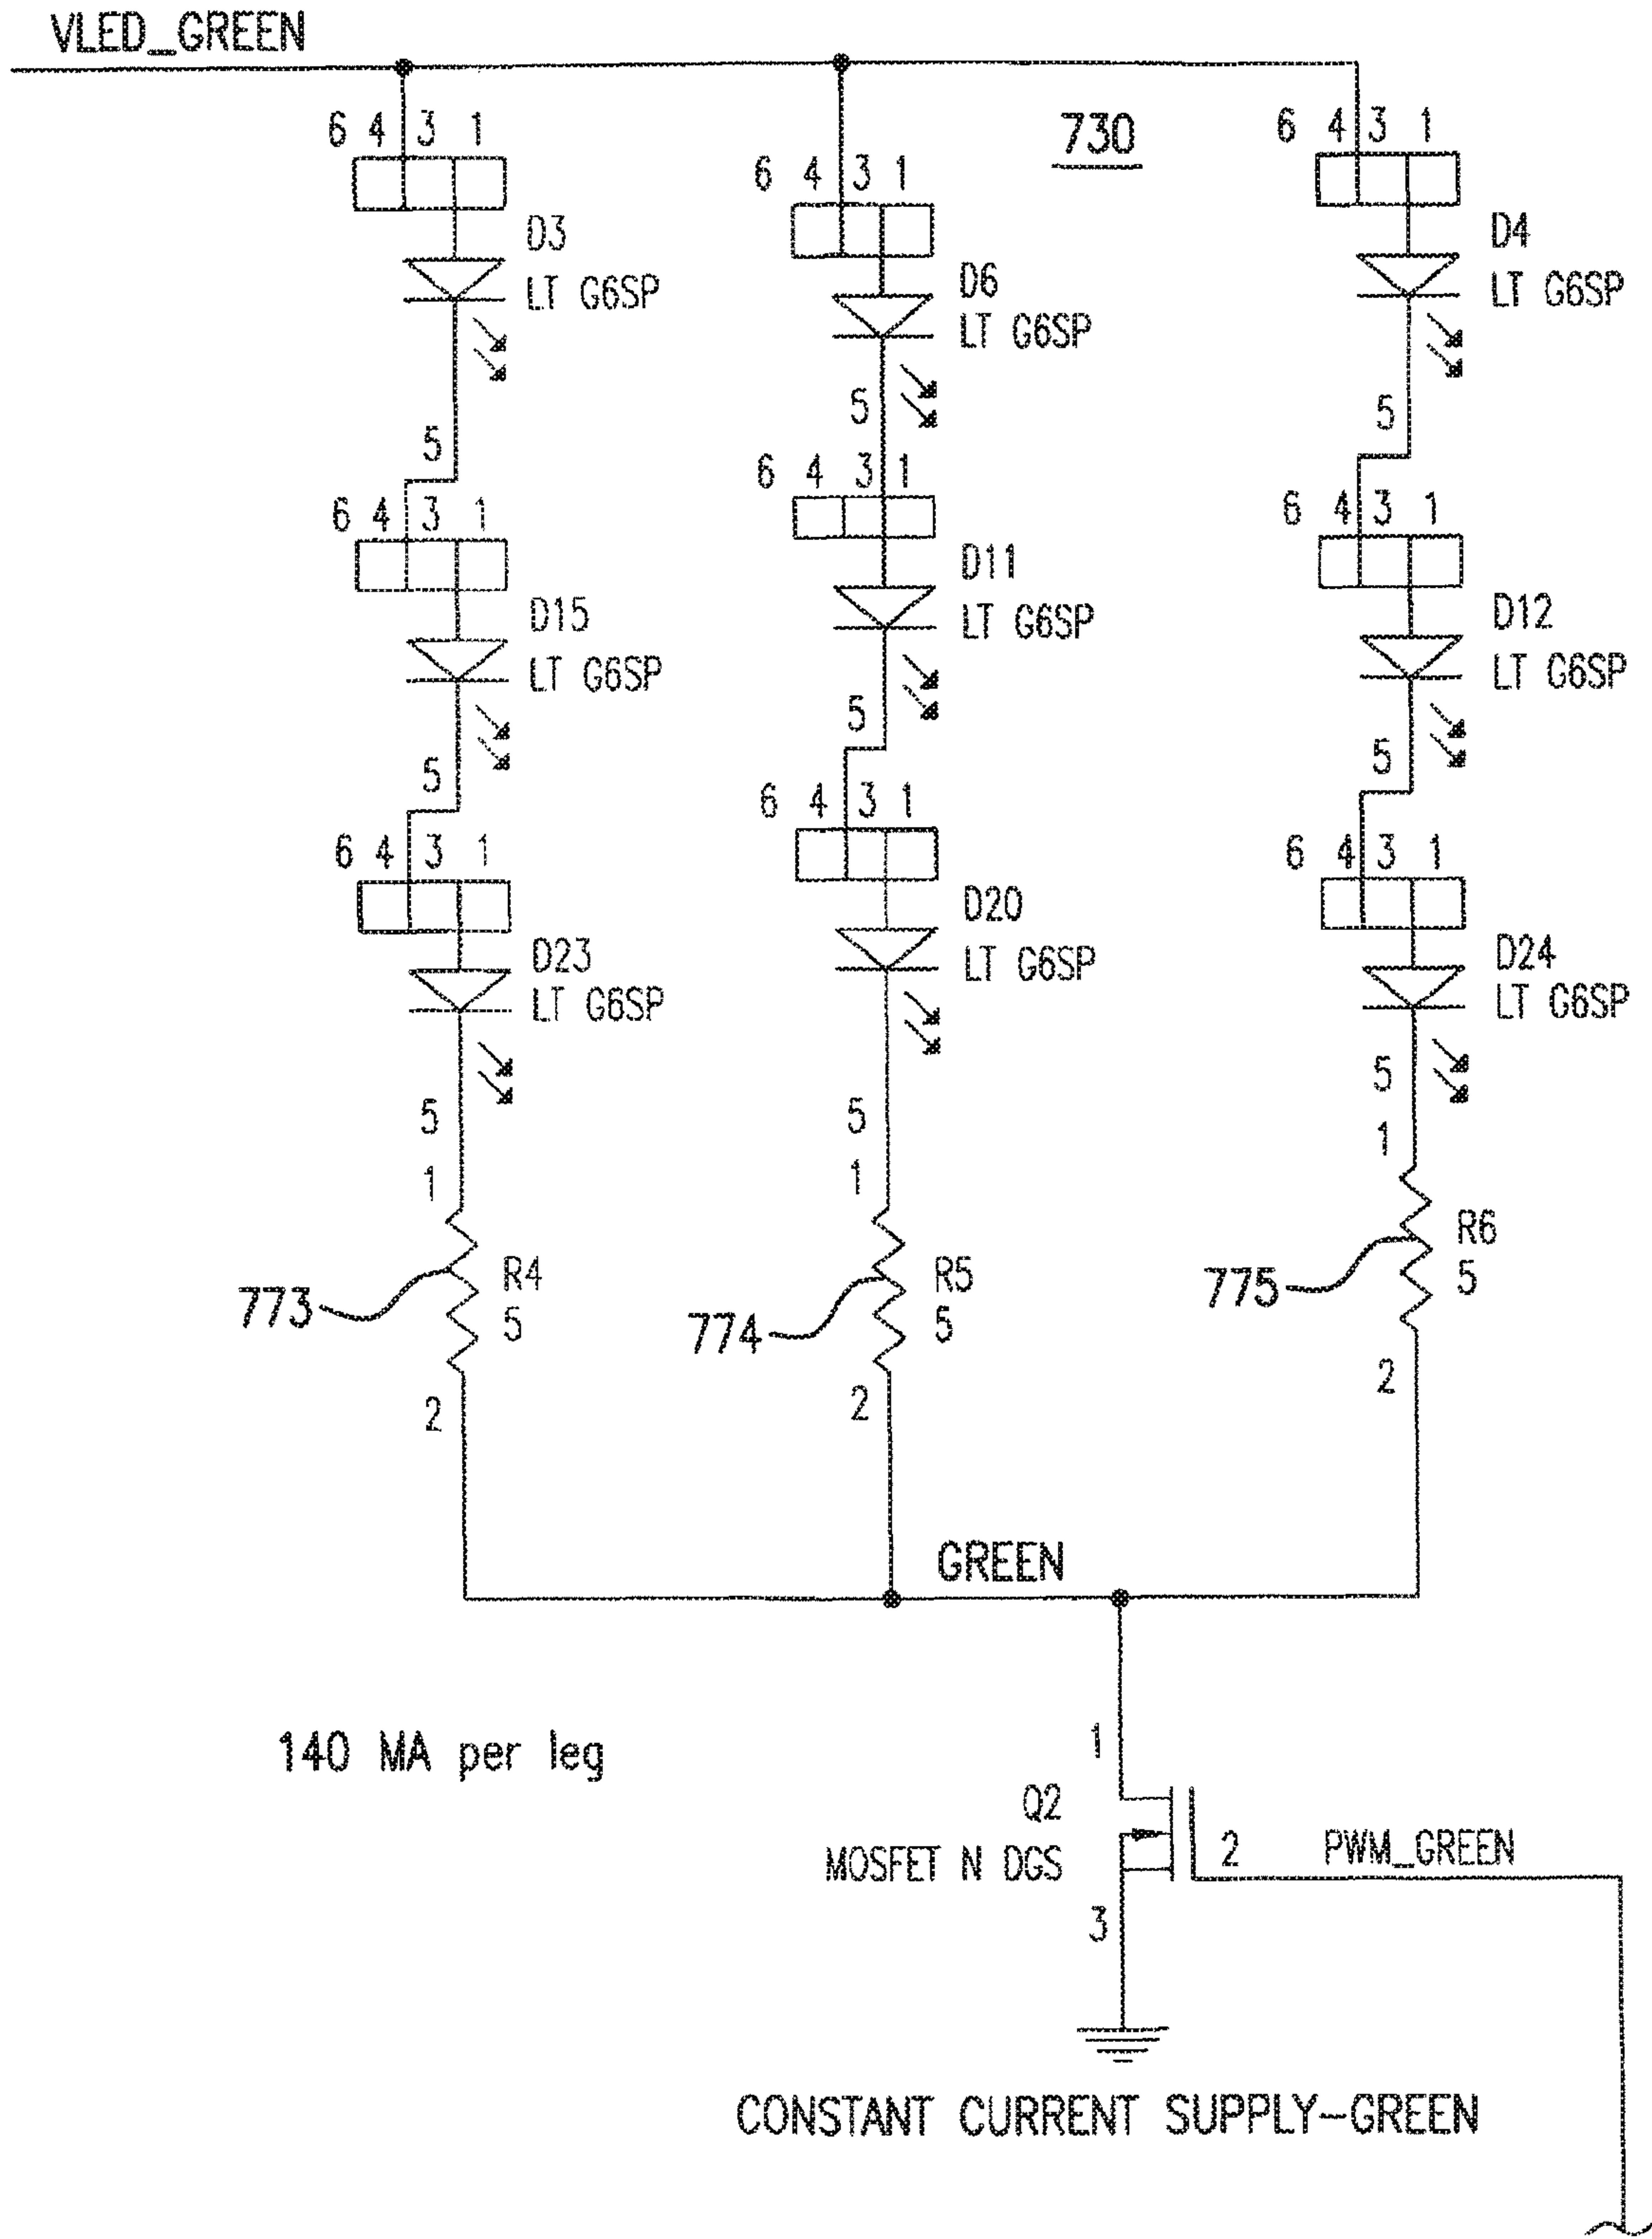 VLED_GREEN
730
6 4 3 1
D3
LT G6SP
5
6 4 3 1
D15
LT G6SP
5
6 4 3 1
D23
LT G6SP
5
1
R4
5
773
2
6 4 3 1
D6
LT G6SP
5
6 4 3 1
D11
LT G6SP
5
6 4 3 1
D20
LT G6SP
5
1
R5
5
774
2
6 4 3 1
D4
LT G6SP
5
6 4 3 1
D12
LT G6SP
5
6 4 3 1
D24
LT G6SP
5
1
R6
5
775
2
GREEN
140 MA per leg
1
Q2
MOSFET N DGS
2
PWM_GREEN
3
CONSTANT CURRENT SUPPLY-GREEN